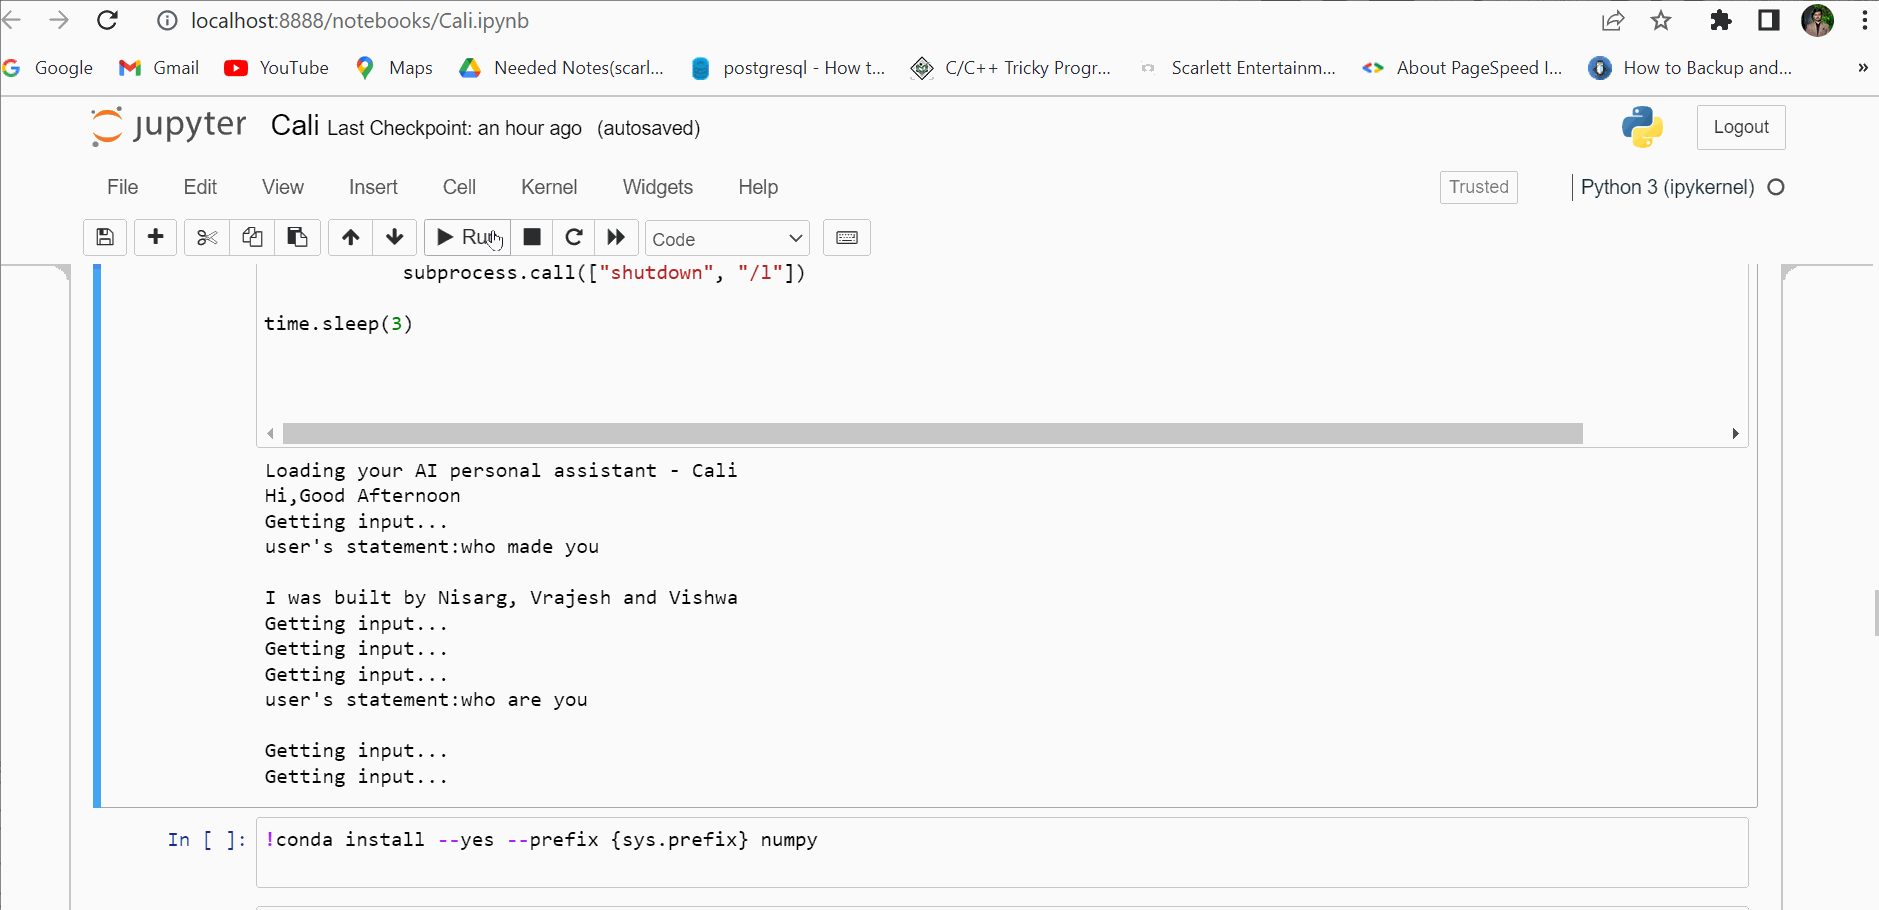 localhost:8888/notebooks/Cali.ipynb
Google Gmail YouTube Maps Needed Notes(scarl... postgresql - How t... C/C++ Tricky Progr... Scarlett Entertainm... About PageSpeed I... How to Backup and... »
jupyter Cali Last Checkpoint: an hour ago (autosaved) Logout
File Edit View Insert Cell Kernel Widgets Help Trusted Python 3 (ipykernel)
Run Code
subprocess.call(["shutdown", "/l"])
time.sleep(3)
Loading your AI personal assistant - Cali
Hi,Good Afternoon
Getting input...
user's statement:who made you
I was built by Nisarg, Vrajesh and Vishwa
Getting input...
Getting input...
Getting input...
user's statement:who are you
Getting input...
Getting input...
In [ ]: !conda install --yes --prefix {sys.prefix} numpy